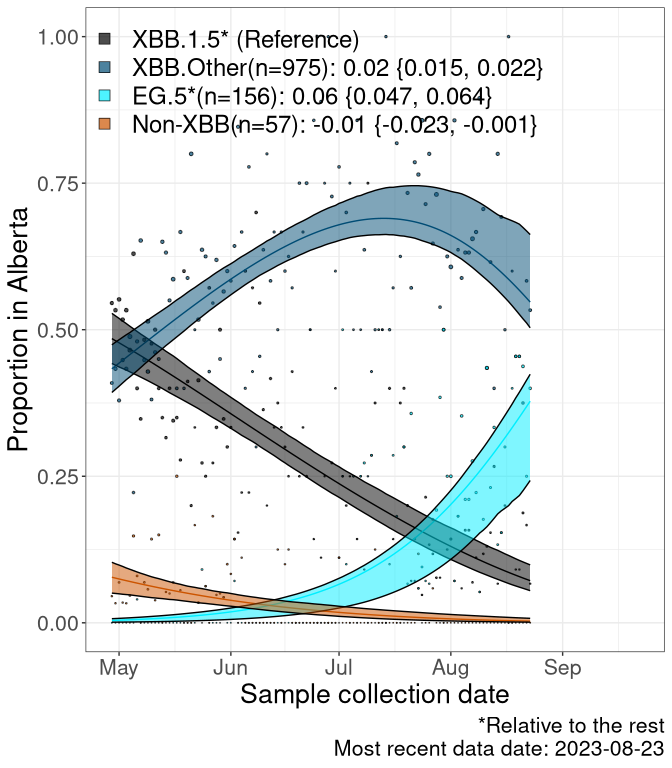 XBB.1.5* (Reference)
XBB.Other(n=975): 0.02 {0.015, 0.022}
EG.5*(n=156): 0.06 {0.047, 0.064}
Non-XBB(n=57): -0.01 {-0.023, -0.001}
1.00
0.75
0.50
0.25
0.00
Proportion in Alberta
May Jun Jul Aug Sep
Sample collection date
*Relative to the rest
Most recent data date: 2023-08-23